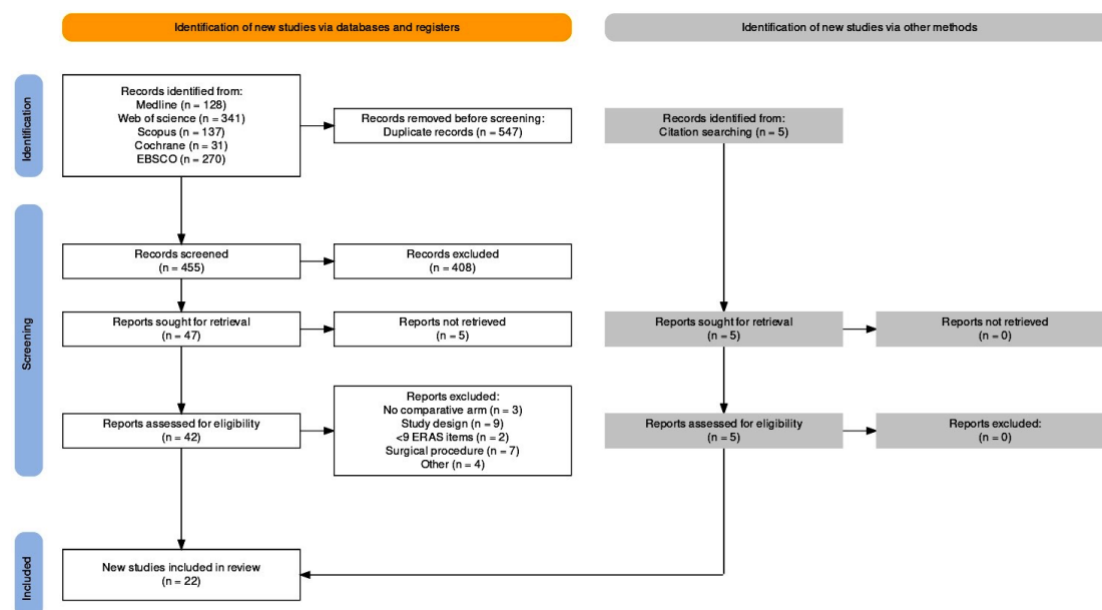 Identification of new studies via databases and registers
Identification of new studies via other methods
Identification
Records identified from:
Medline (n = 128)
Web of science (n = 341)
Scopus (n = 137)
Cochrane (n = 31)
EBSCO (n = 270)
Records removed before screening:
Duplicate records (n = 547)
Records identified from:
Citation searching (n = 5)
Screening
Records screened
(n = 455)
Records excluded
(n = 408)
Reports sought for retrieval
(n = 47)
Reports not retrieved
(n = 5)
Reports sought for retrieval
(n = 5)
Reports not retrieved
(n = 0)
Reports assessed for eligibility
(n = 42)
Reports excluded:
No comparative arm (n = 3)
Study design (n = 9)
<9 ERAS items (n = 2)
Surgical procedure (n = 7)
Other (n = 4)
Reports assessed for eligibility
(n = 5)
Reports excluded:
(n = 0)
Included
New studies included in review
(n = 22)